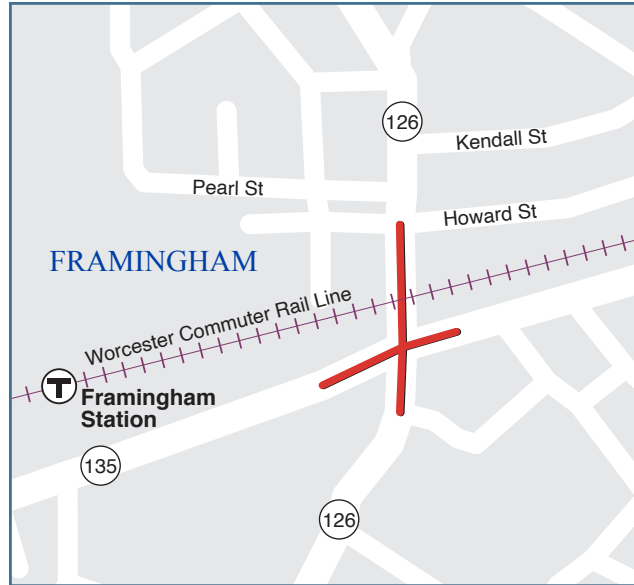 126
Kendall St
Pearl St
Howard St
FRAMINGHAM
Worcester Commuter Rail Line
T
Framingham
Station
135
126